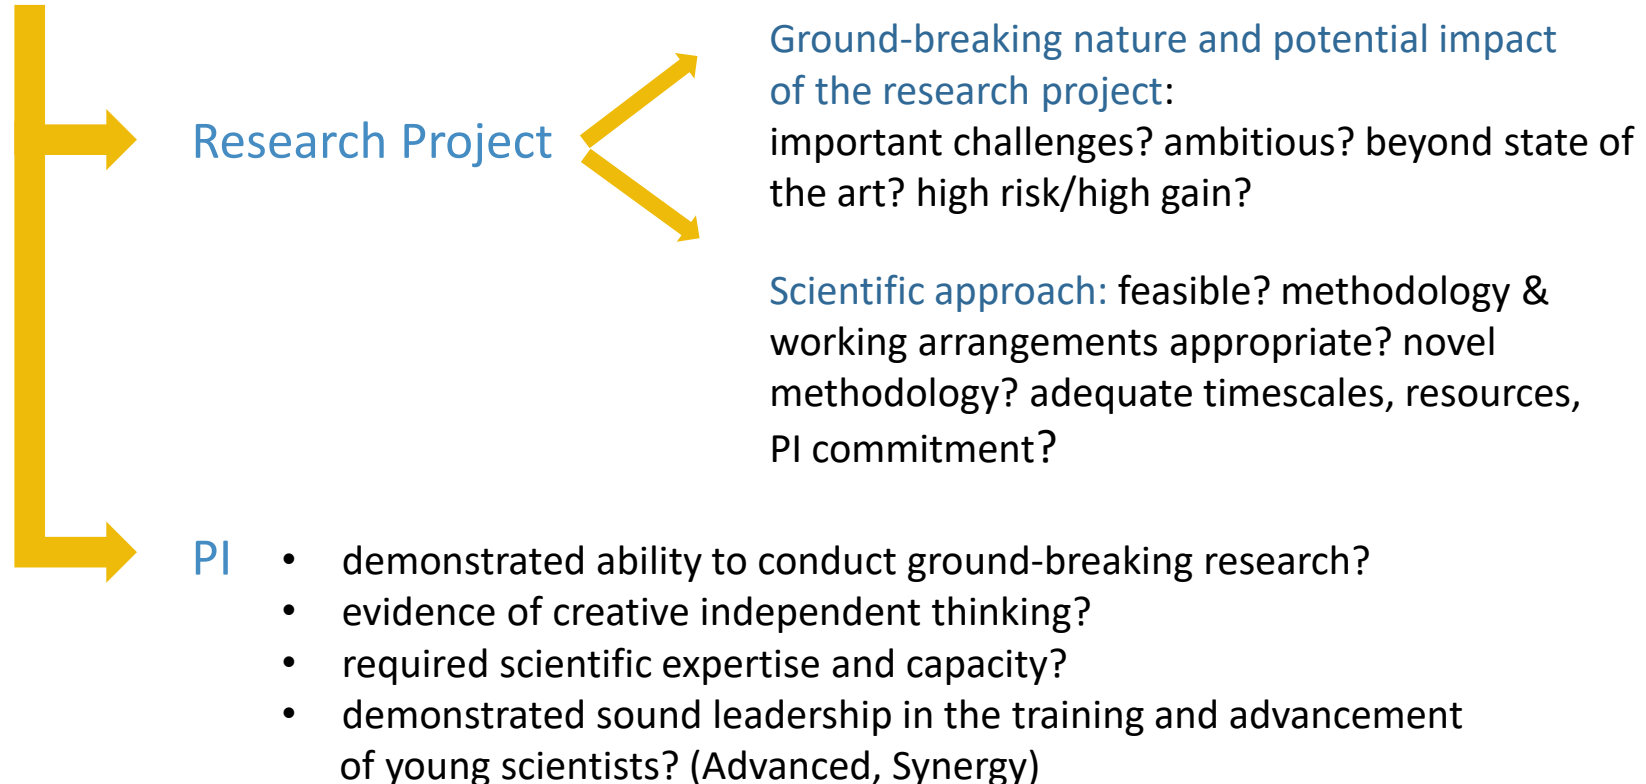 Research Project
Ground-breaking nature and potential impact
of the research project:
important challenges? ambitious? beyond state of
the art? high risk/high gain?
Scientific approach: feasible? methodology &
working arrangements appropriate? novel
methodology? adequate timescales, resources,
PI commitment?
PI • demonstrated ability to conduct ground-breaking research?
• evidence of creative independent thinking?
• required scientific expertise and capacity?
• demonstrated sound leadership in the training and advancement
of young scientists? (Advanced, Synergy)